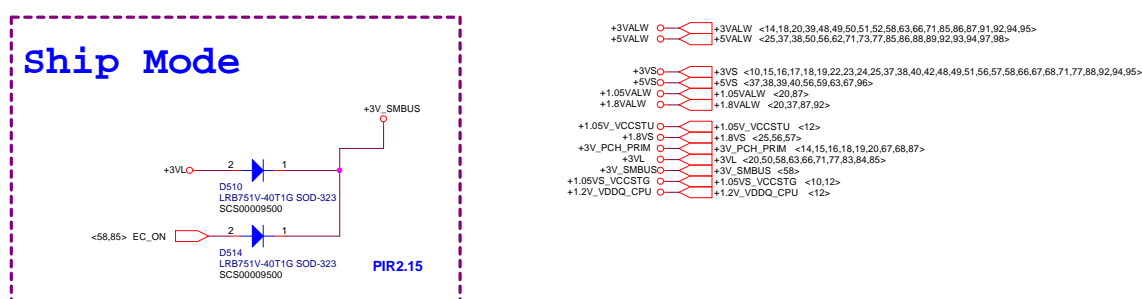 Ship Mode
+3V_SMBUS
+3VL
2
1
D510
LRB751V-40T1G SOD-323
SCS00009500
<58,85> EC_ON
2
1
D514
LRB751V-40T1G SOD-323
SCS00009500
PIR2.15
+3VALW +3VALW <14,18,20,39,48,49,50,51,52,58,63,66,71,85,86,87,91,92,94,95>
+5VALW +5VALW <25,37,38,50,56,62,71,73,77,85,86,88,89,92,93,94,97,98>
+3VS +3VS <10,15,16,17,18,19,22,23,24,25,37,38,40,42,48,49,51,56,57,58,66,67,68,71,77,88,92,94,95>
+5VS +5VS <37,38,39,40,56,59,63,67,96>
+1.05VALW +1.05VALW <20,87>
+1.8VALW +1.8VALW <20,37,87,92>
+1.05V_VCCSTU +1.05V_VCCSTU <12>
+1.8VS +1.8VS <25,56,57>
+3V_PCH_PRIM +3V_PCH_PRIM <14,15,16,18,19,20,67,68,87>
+3VL +3VL <20,50,58,63,66,71,77,83,84,85>
+3V_SMBUS +3V_SMBUS <58>
+1.05VS_VCCSTG +1.05VS_VCCSTG <10,12>
+1.2V_VDDQ_CPU +1.2V_VDDQ_CPU <12>